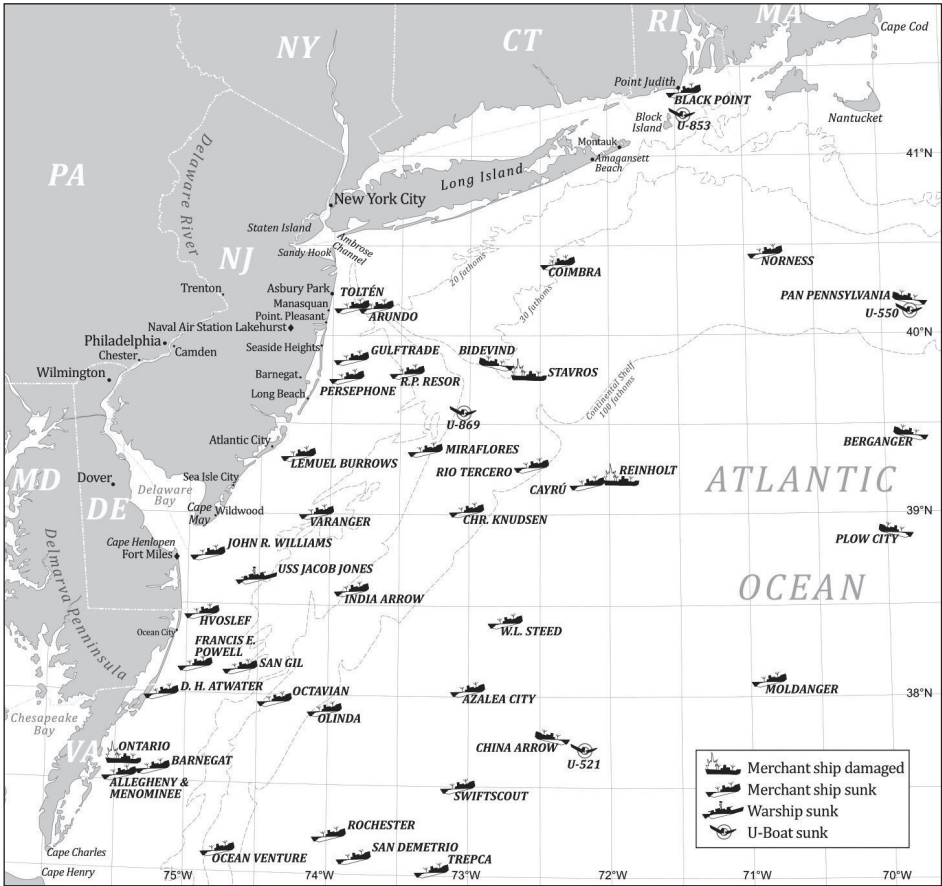 NY
CT
RI
MA
Cape Cod
Point Judith
BLACK POINT
Block
Island
U-853
Nantucket
Montauk
Amagansett
Beach
41°N
PA
Delaware River
Long Island
New York City
Staten Island
Sandy Hook
Ambrose
Channel
NJ
20 fathoms
30 fathoms
COIMBRA
NORNESS
Trenton
Asbury Park
TOLTÉN
Manasquan
ARUNDO
Point. Pleasant
PAN PENNSYLVANIA
U-550
Naval Air Station Lakehurst
40°N
Philadelphia
Camden
Chester
Seaside Heights
GULFTRADE
BIDEVIND
Wilmington
Barnegat
PERSEPHONE
R.P. RESOR
STAVROS
Long Beach
Continental Shelf
100 fathoms
U-869
Atlantic City
BERGANGER
LEMUEL BURROWS
MIRAFLORES
RIO TERCERO
REINHOLT
CAYRÚ
MD
Dover
DE
Sea Isle City
Delaware
Bay
Cape
May
Wildwood
ATLANTIC
VARANGER
CHR. KNUDSEN
39°N
PLOW CITY
Cape Henlopen
Fort Miles
JOHN R. WILLIAMS
USS JACOB JONES
INDIA ARROW
OCEAN
Delmarva Penninsula
HVOSLEF
Ocean City
W.L. STEED
FRANCIS E.
POWELL
SAN GIL
D. H. ATWATER
OCTAVIAN
OLINDA
AZALEA CITY
MOLDANGER
38°N
Chesapeake
Bay
VA
ONTARIO
BARNEGAT
ALLEGHENY &
MENOMINEE
CHINA ARROW
U-521
SWIFTSCOUT
Merchant ship damaged
Merchant ship sunk
Warship sunk
U-Boat sunk
ROCHESTER
OCEAN VENTURE
SAN DEMETRIO
TREPCA
Cape Charles
Cape Henry
75°W
74°W
73°W
72°W
71°W
70°W